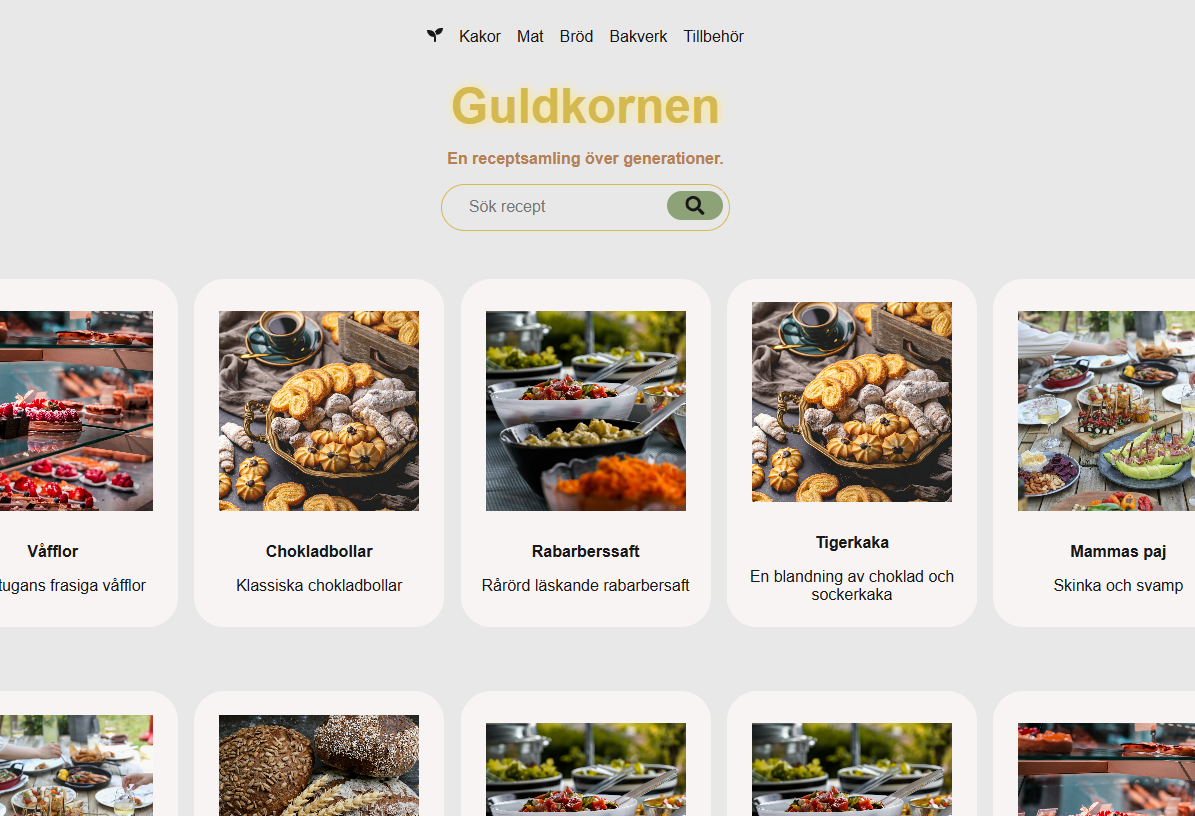 Kakor Mat Bröd Bakverk Tillbehör
Guldkornen
En receptsamling över generationer.
Sök recept
Våfflor
tugans frasiga våfflor
Chokladbollar
Klassiska chokladbollar
Rabarberssaft
Rårörd läskande rabarbersaft
Tigerkaka
En blandning av choklad och
sockerkaka
Mammas paj
Skinka och svamp